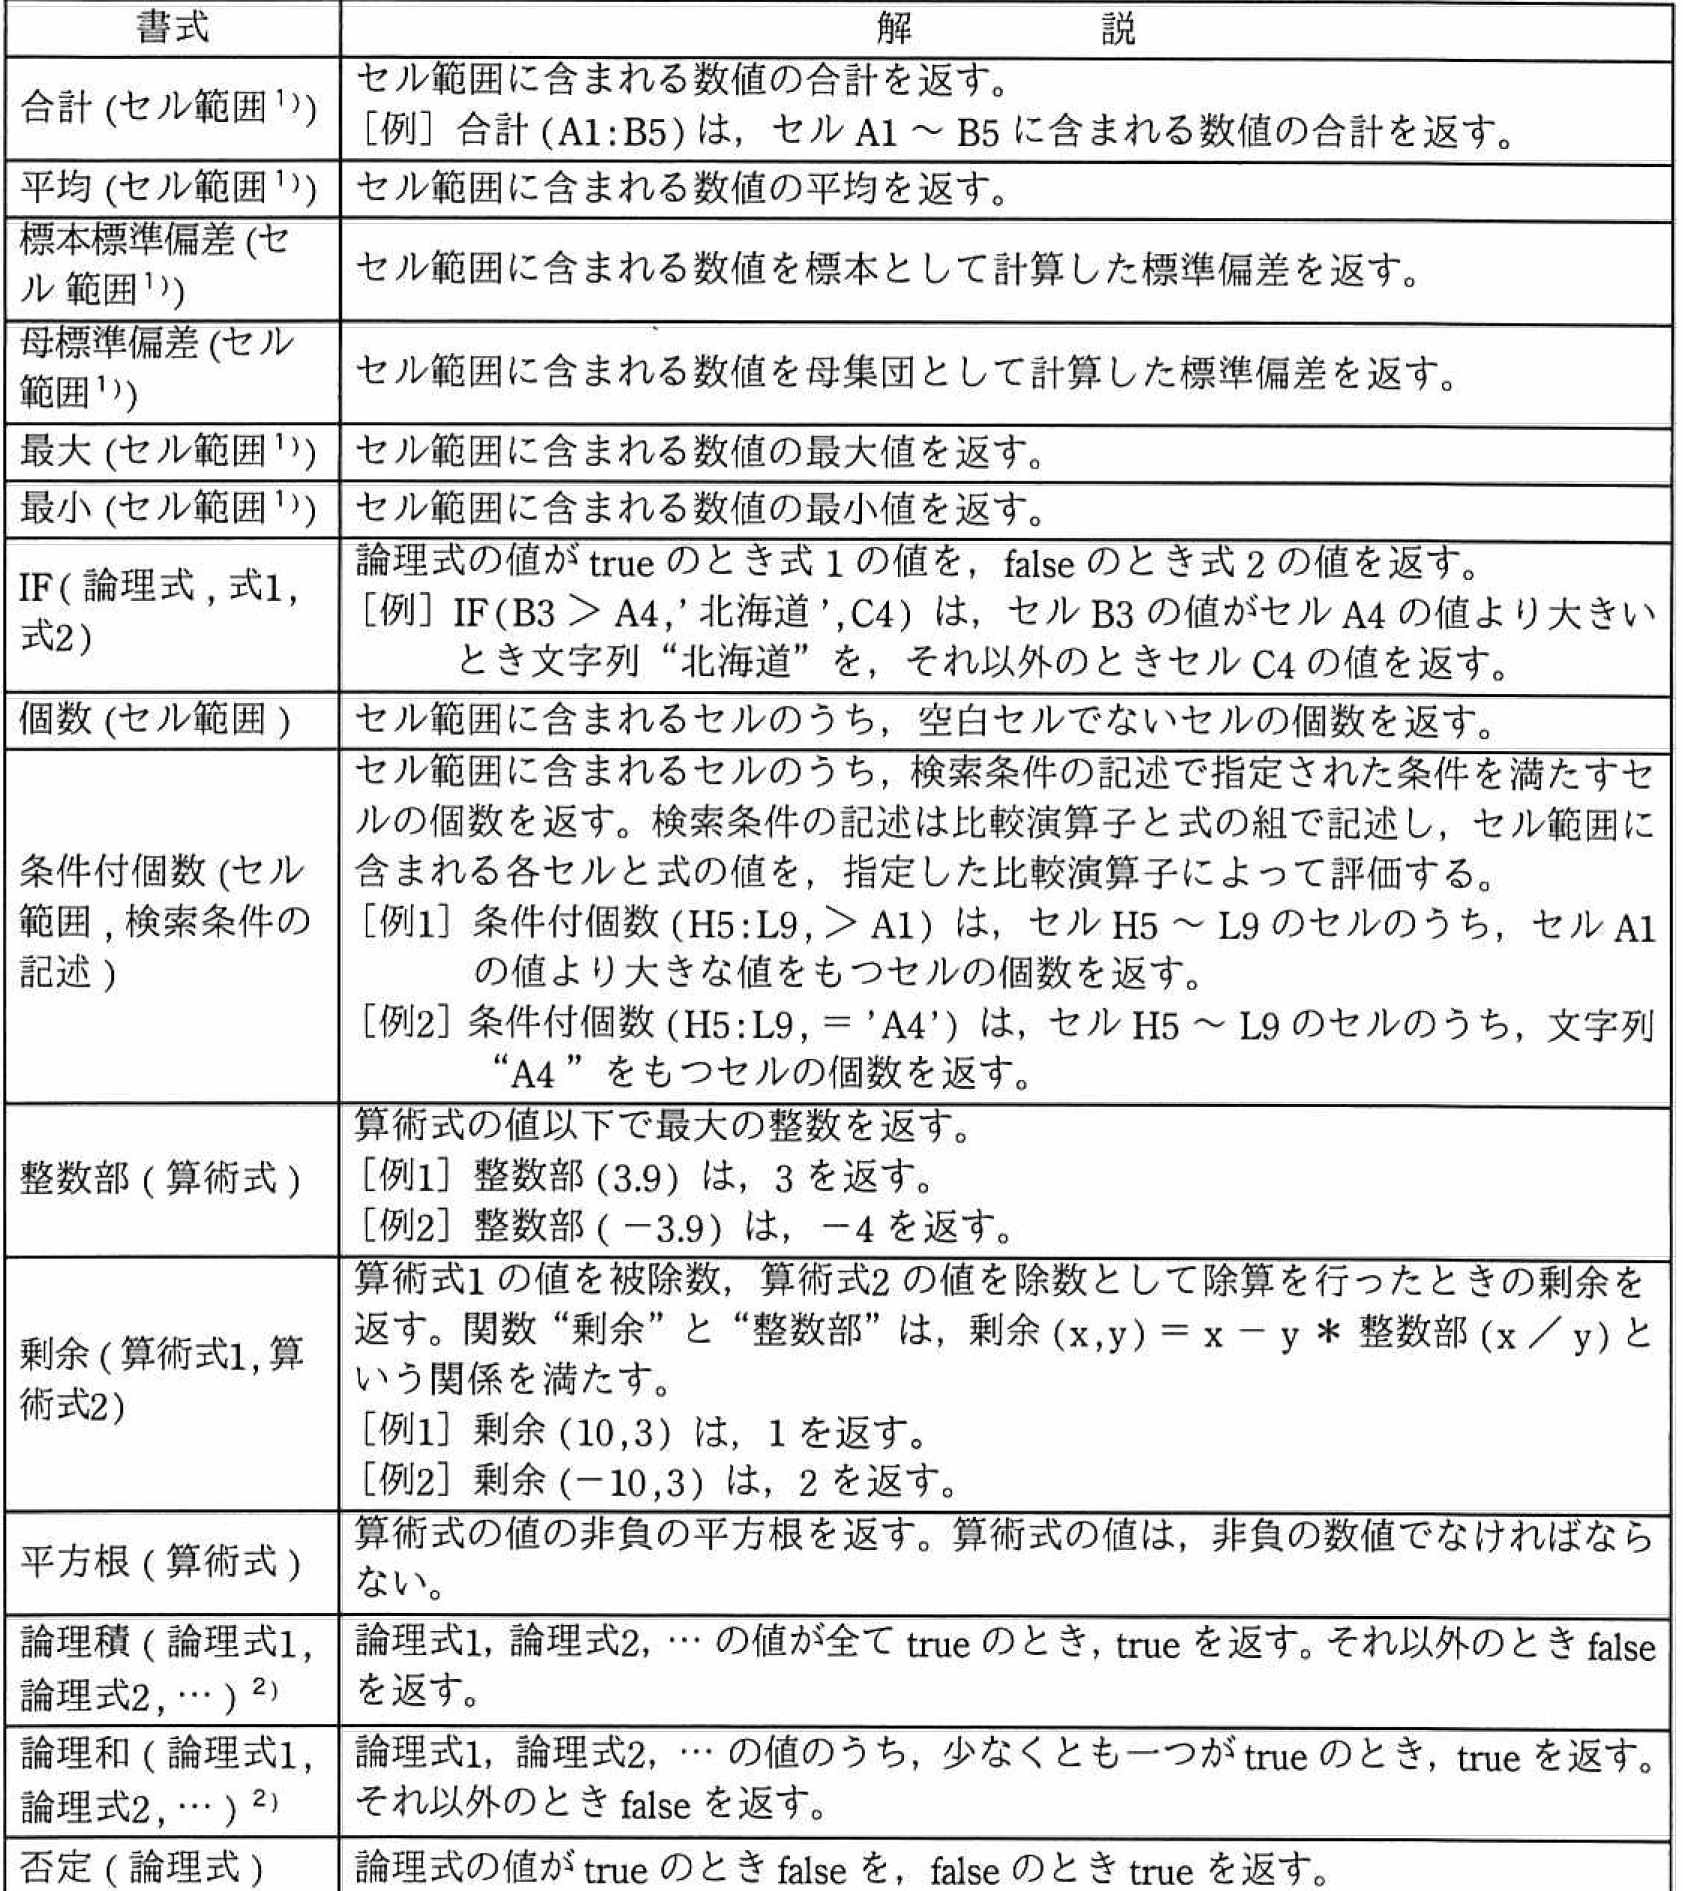 書式 解 説
合計 (セル範囲¹⁾)
セル範囲に含まれる数値の合計を返す。
［例］合計 (A1:B5) は，セル A1 ～ B5 に含まれる数値の合計を返す。
平均 (セル範囲¹⁾)
セル範囲に含まれる数値の平均を返す。
標本標準偏差 (セ
ル 範囲¹⁾)
セル範囲に含まれる数値を標本として計算した標準偏差を返す。
母標準偏差 (セル
範囲¹⁾)
セル範囲に含まれる数値を母集団として計算した標準偏差を返す。
最大 (セル範囲¹⁾)
セル範囲に含まれる数値の最大値を返す。
最小 (セル範囲¹⁾)
セル範囲に含まれる数値の最小値を返す。
IF( 論理式 , 式1,
式2)
論理式の値が true のとき式 1 の値を，false のとき式 2 の値を返す。
［例］IF(B3 ＞ A4,’ 北海道 ’,C4) は，セル B3 の値がセル A4 の値より大きい
とき文字列“北海道”を，それ以外のときセル C4 の値を返す。
個数 (セル範囲 )
セル範囲に含まれるセルのうち，空白セルでないセルの個数を返す。
条件付個数 (セル
範囲 , 検索条件の
記述 )
セル範囲に含まれるセルのうち，検索条件の記述で指定された条件を満たすセ
ルの個数を返す。検索条件の記述は比較演算子と式の組で記述し，セル範囲に
含まれる各セルと式の値を，指定した比較演算子によって評価する。
［例1］条件付個数 (H5:L9,＞ A1) は，セル H5 ～ L9 のセルのうち，セル A1
の値より大きな値をもつセルの個数を返す。
［例2］条件付個数 (H5:L9,＝ ’A4’) は，セル H5 ～ L9 のセルのうち，文字列
“A4 ”をもつセルの個数を返す。
整数部 ( 算術式 )
算術式の値以下で最大の整数を返す。
［例1］整数部 (3.9) は，3 を返す。
［例2］整数部 ( －3.9) は，－4 を返す。
剰余 ( 算術式1, 算
術式2)
算術式1 の値を被除数，算術式2 の値を除数として除算を行ったときの剰余を
返す。関数“剰余”と“整数部”は，剰余 (x,y) ＝ x － y ＊ 整数部 (x ／ y) と
いう関係を満たす。
［例1］剰余 (10,3) は，1 を返す。
［例2］剰余 (－10,3) は，2 を返す。
平方根 ( 算術式 )
算術式の値の非負の平方根を返す。算術式の値は，非負の数値でなければなら
ない。
論理積 ( 論理式1,
論理式2, … ) ²⁾
論理式1, 論理式2, … の値が全て true のとき，true を返す。それ以外のとき false
を返す。
論理和 ( 論理式1,
論理式2, … ) ²⁾
論理式1，論理式2，… の値のうち，少なくとも一つが true のとき，true を返す。
それ以外のとき false を返す。
否定 ( 論理式 )
論理式の値が true のとき false を，false のとき true を返す。